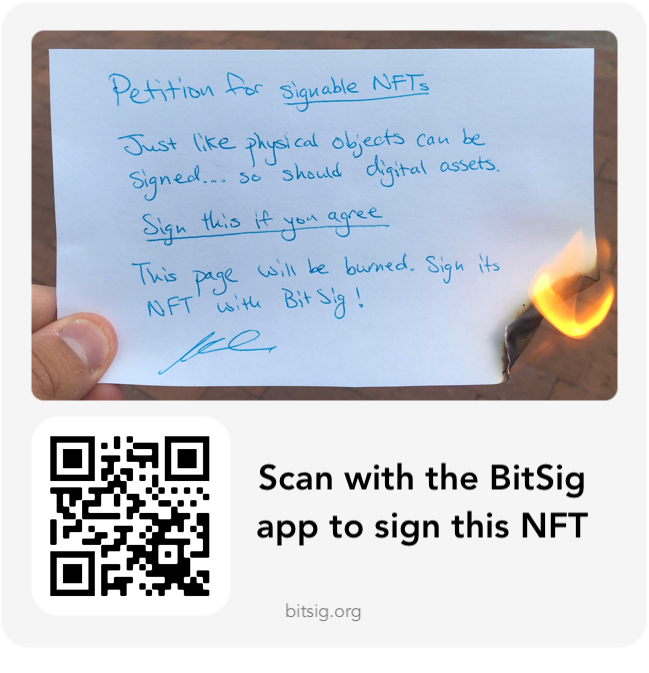 Petition for signable NFTs
Just like physical objects can be
signed... so should digital assets.
Sign this if you agree
This page will be burned. Sign its
NFT with BitSig!
Scan with the BitSig
app to sign this NFT
bitsig.org